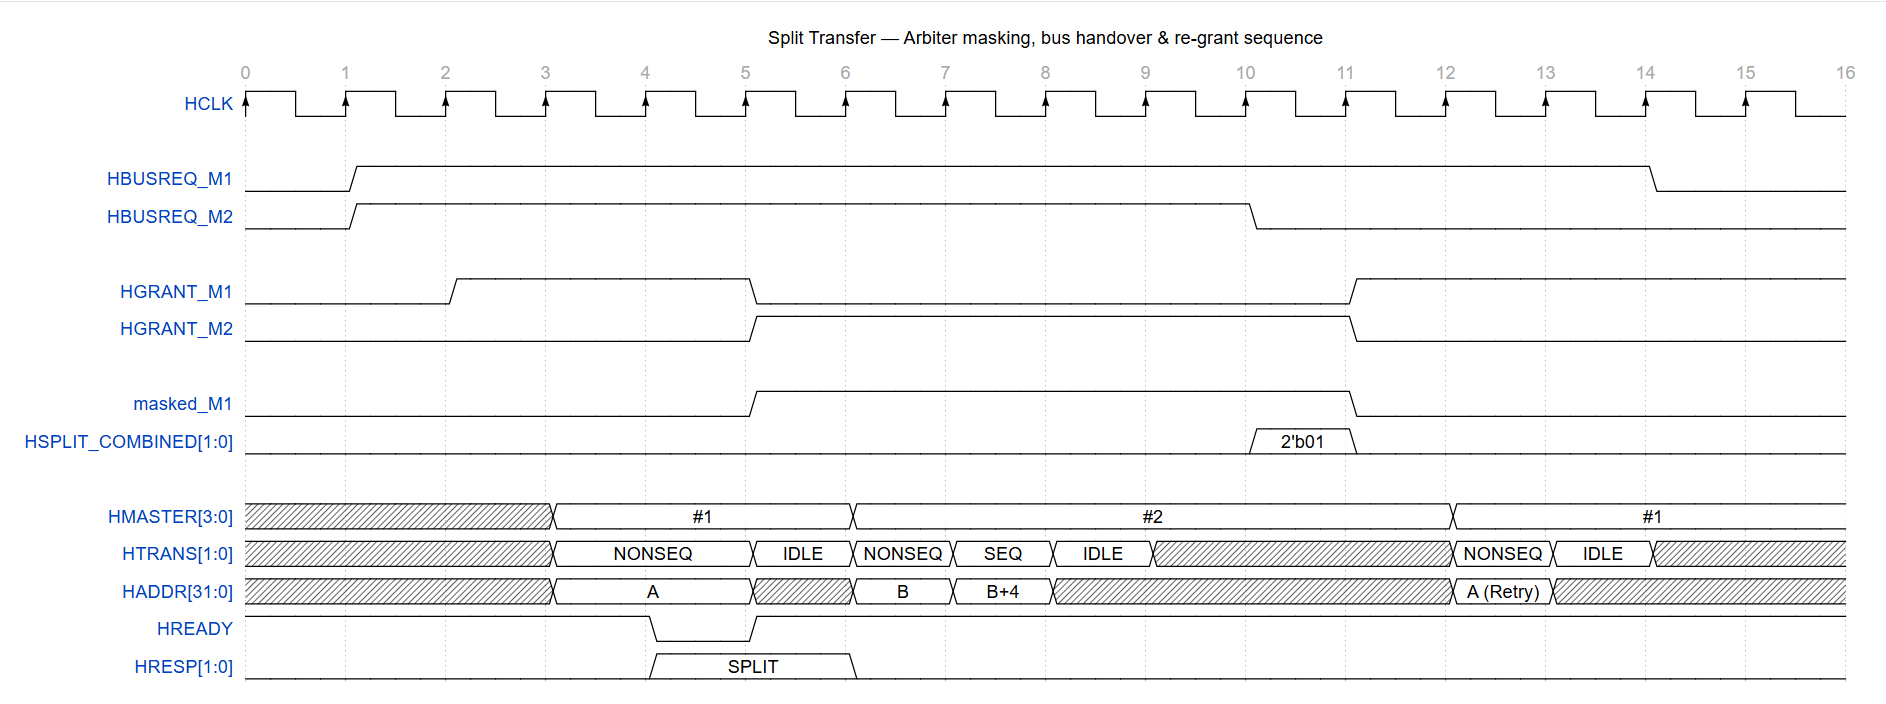 Split Transfer — Arbiter masking, bus handover & re-grant sequence
0 1 2 3 4 5 6 7 8 9 10 11 12 13 14 15 16
HCLK
HBUSREQ_M1
HBUSREQ_M2
HGRANT_M1
HGRANT_M2
masked_M1
HSPLIT_COMBINED[1:0] 2'b01
HMASTER[3:0] #1 #2 #1
HTRANS[1:0] NONSEQ IDLE NONSEQ SEQ IDLE NONSEQ IDLE
HADDR[31:0] A B B+4 A (Retry)
HREADY
HRESP[1:0] SPLIT